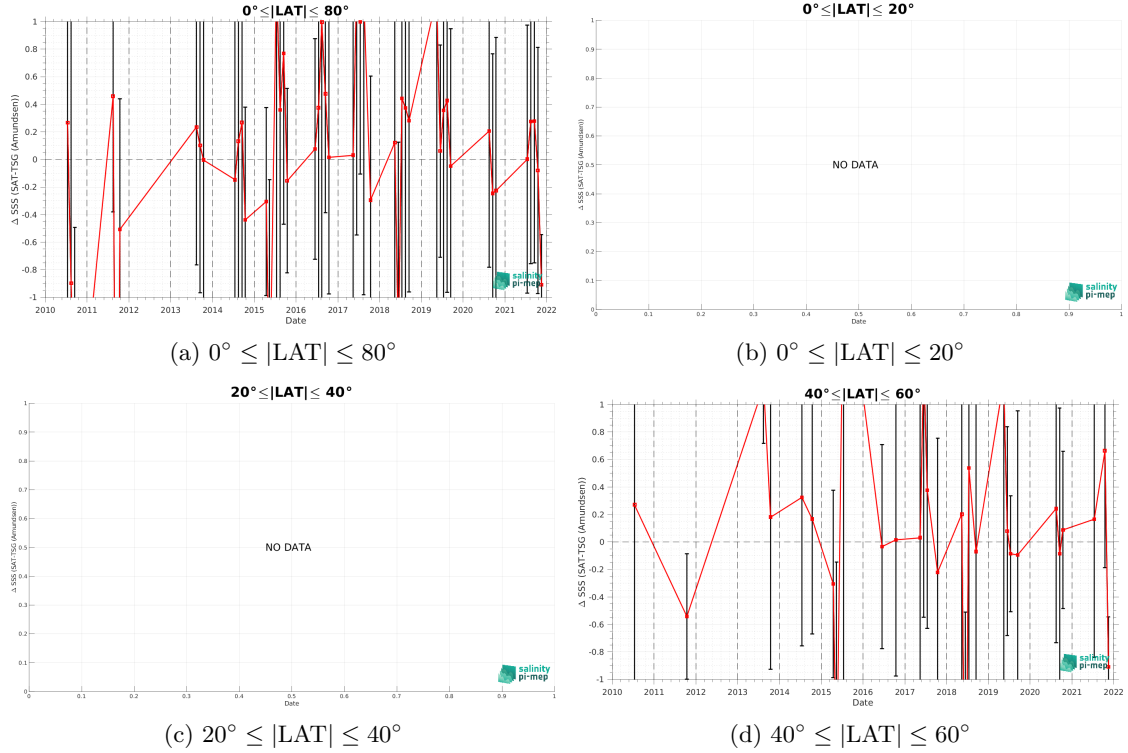 0°≤|LAT|≤ 80°
Δ SSS (SAT-TSG (Amundsen))
1
0.8
0.6
0.4
0.2
0
-0.2
-0.4
-0.6
-0.8
-1
2010 2011 2012 2013 2014 2015 2016 2017 2018 2019 2020 2021 2022
Date
salinity
pi-mep
(a) 0° ≤ |LAT| ≤ 80°
0°≤|LAT|≤ 20°
Δ SSS (SAT-TSG (Amundsen))
1
0.9
0.8
0.7
0.6
0.5
0.4
0.3
0.2
0.1
0
NO DATA
0 0.1 0.2 0.3 0.4 0.5 0.6 0.7 0.8 0.9 1
Date
salinity
pi-mep
(b) 0° ≤ |LAT| ≤ 20°
20°≤|LAT|≤ 40°
Δ SSS (SAT-TSG (Amundsen))
1
0.9
0.8
0.7
0.6
0.5
0.4
0.3
0.2
0.1
0
NO DATA
0 0.1 0.2 0.3 0.4 0.5 0.6 0.7 0.8 0.9 1
Date
salinity
pi-mep
(c) 20° ≤ |LAT| ≤ 40°
40°≤|LAT|≤ 60°
Δ SSS (SAT-TSG (Amundsen))
1
0.8
0.6
0.4
0.2
0
-0.2
-0.4
-0.6
-0.8
-1
2010 2011 2012 2013 2014 2015 2016 2017 2018 2019 2020 2021 2022
Date
salinity
pi-mep
(d) 40° ≤ |LAT| ≤ 60°